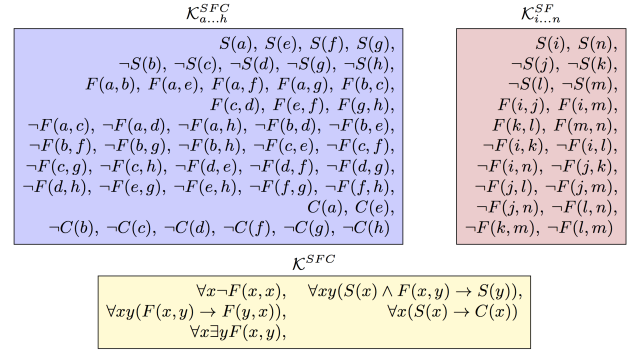 𝒦^{SFC}_{a...h}
S(a), S(e), S(f), S(g),
¬S(b), ¬S(c), ¬S(d), ¬S(g), ¬S(h),
F(a,b), F(a,e), F(a,f), F(a,g), F(b,c),
F(c,d), F(e,f), F(g,h),
¬F(a,c), ¬F(a,d), ¬F(a,h), ¬F(b,d), ¬F(b,e),
¬F(b,f), ¬F(b,g), ¬F(b,h), ¬F(c,e), ¬F(c,f),
¬F(c,g), ¬F(c,h), ¬F(d,e), ¬F(d,f), ¬F(d,g),
¬F(d,h), ¬F(e,g), ¬F(e,h), ¬F(f,g), ¬F(f,h),
C(a), C(e),
¬C(b), ¬C(c), ¬C(d), ¬C(f), ¬C(g), ¬C(h)
𝒦^{SF}_{i...n}
S(i), S(n),
¬S(j), ¬S(k),
¬S(l), ¬S(m),
F(i,j), F(i,m),
F(k,l), F(m,n),
¬F(i,k), ¬F(i,l),
¬F(i,n), ¬F(j,k),
¬F(j,l), ¬F(j,m),
¬F(j,n), ¬F(l,n),
¬F(k,m), ¬F(l,m)
𝒦^{SFC}
∀x¬F(x,x), ∀xy(S(x) ∧ F(x,y) → S(y)),
∀xy(F(x,y) → F(y,x)), ∀x(S(x) → C(x))
∀x∃yF(x,y),